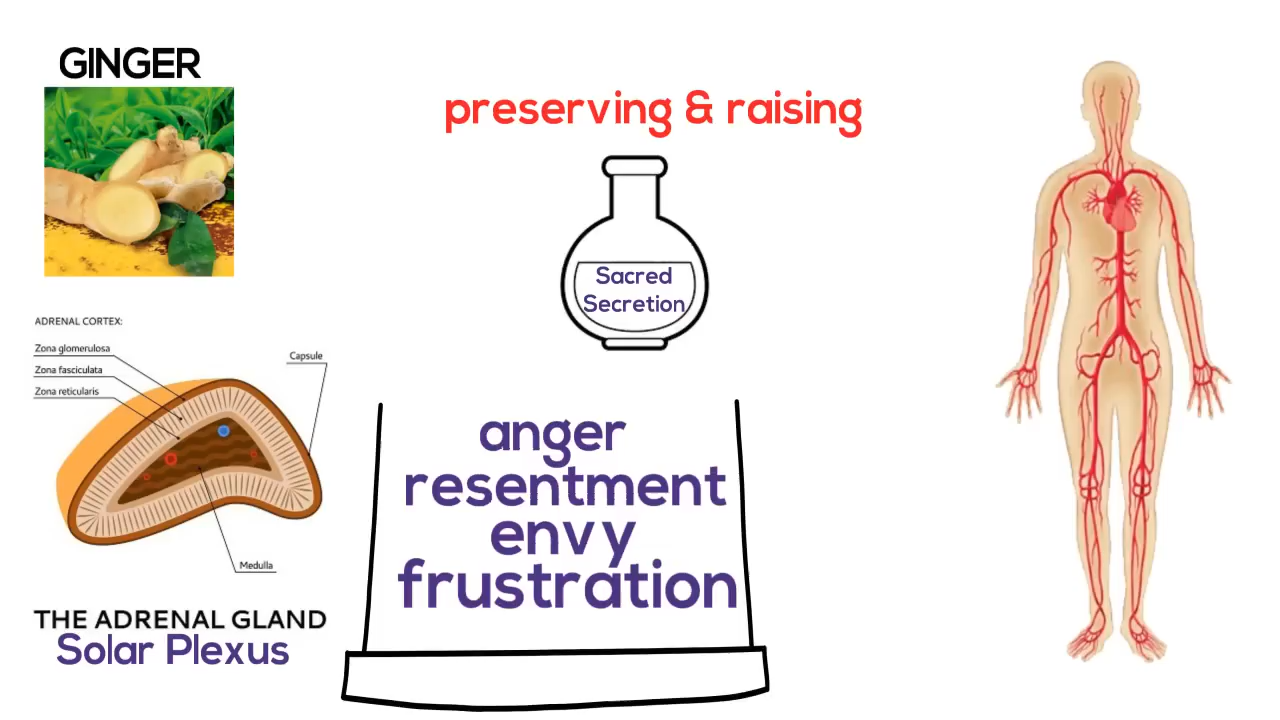 GINGER
preserving & raising
Sacred
Secretion
ADRENAL CORTEX:
Zona glomerulosa
Zona fasciculata
Zona reticularis
Capsule
Medulla
THE ADRENAL GLAND
Solar Plexus
anger
resentment
envy
frustration